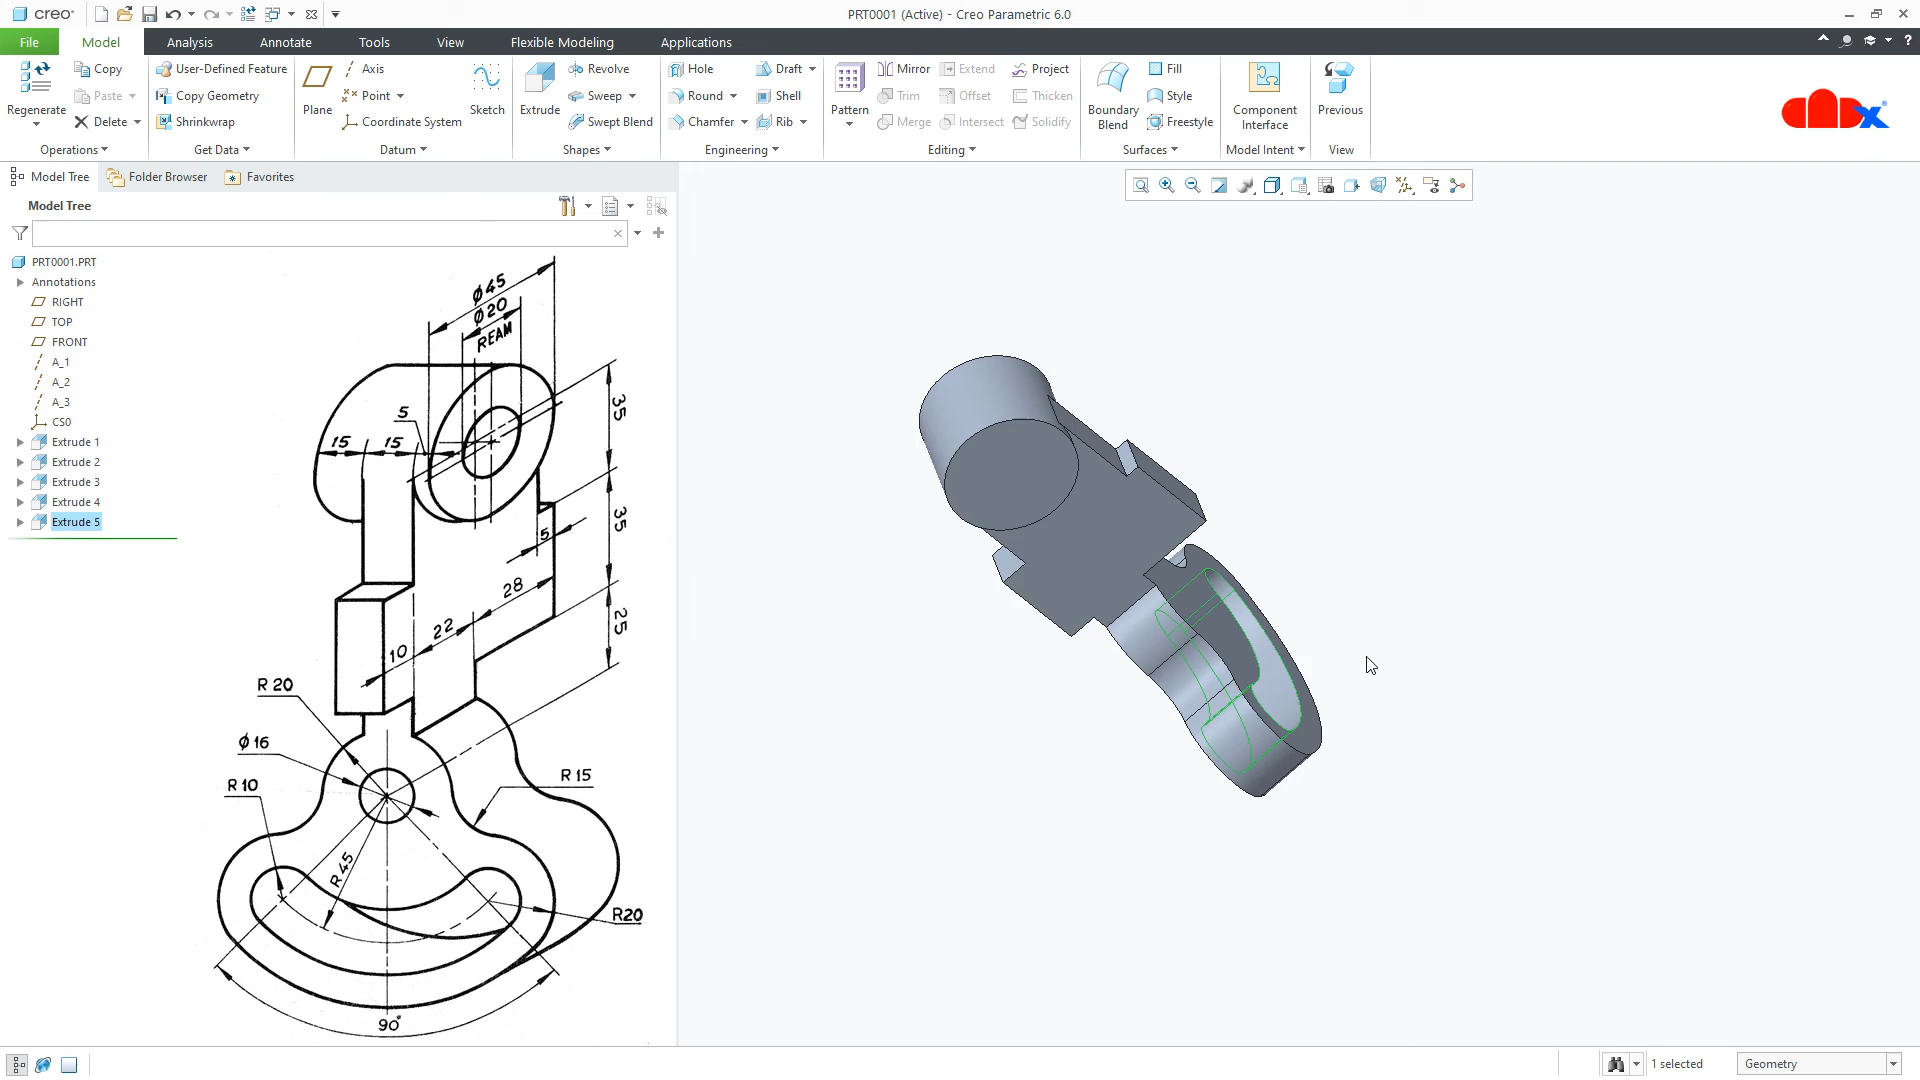 creo°
PRT0001 (Active) - Creo Parametric 6.0
File
Model
Analysis
Annotate
Tools
View
Flexible Modeling
Applications
Regenerate
Copy
Paste
Delete
Operations
User-Defined Feature
Copy Geometry
Shrinkwrap
Get Data
Plane
Axis
Point
Coordinate System
Sketch
Datum
Extrude
Revolve
Sweep
Swept Blend
Shapes
Hole
Round
Chamfer
Draft
Shell
Rib
Engineering
Pattern
Mirror
Trim
Merge
Extend
Offset
Intersect
Project
Thicken
Solidify
Editing
Boundary
Blend
Fill
Style
Freestyle
Surfaces
Component
Interface
Model Intent
Previous
View
Model Tree
Folder Browser
Favorites
Model Tree
PRT0001.PRT
Annotations
RIGHT
TOP
FRONT
A_1
A_2
A_3
CS0
Extrude 1
Extrude 2
Extrude 3
Extrude 4
Extrude 5
Φ45
Φ20
REAM
35
5
15
15
35
5
28
25
22
10
R 20
Φ 16
R 10
R 15
R 45
R20
90°
1 selected
Geometry